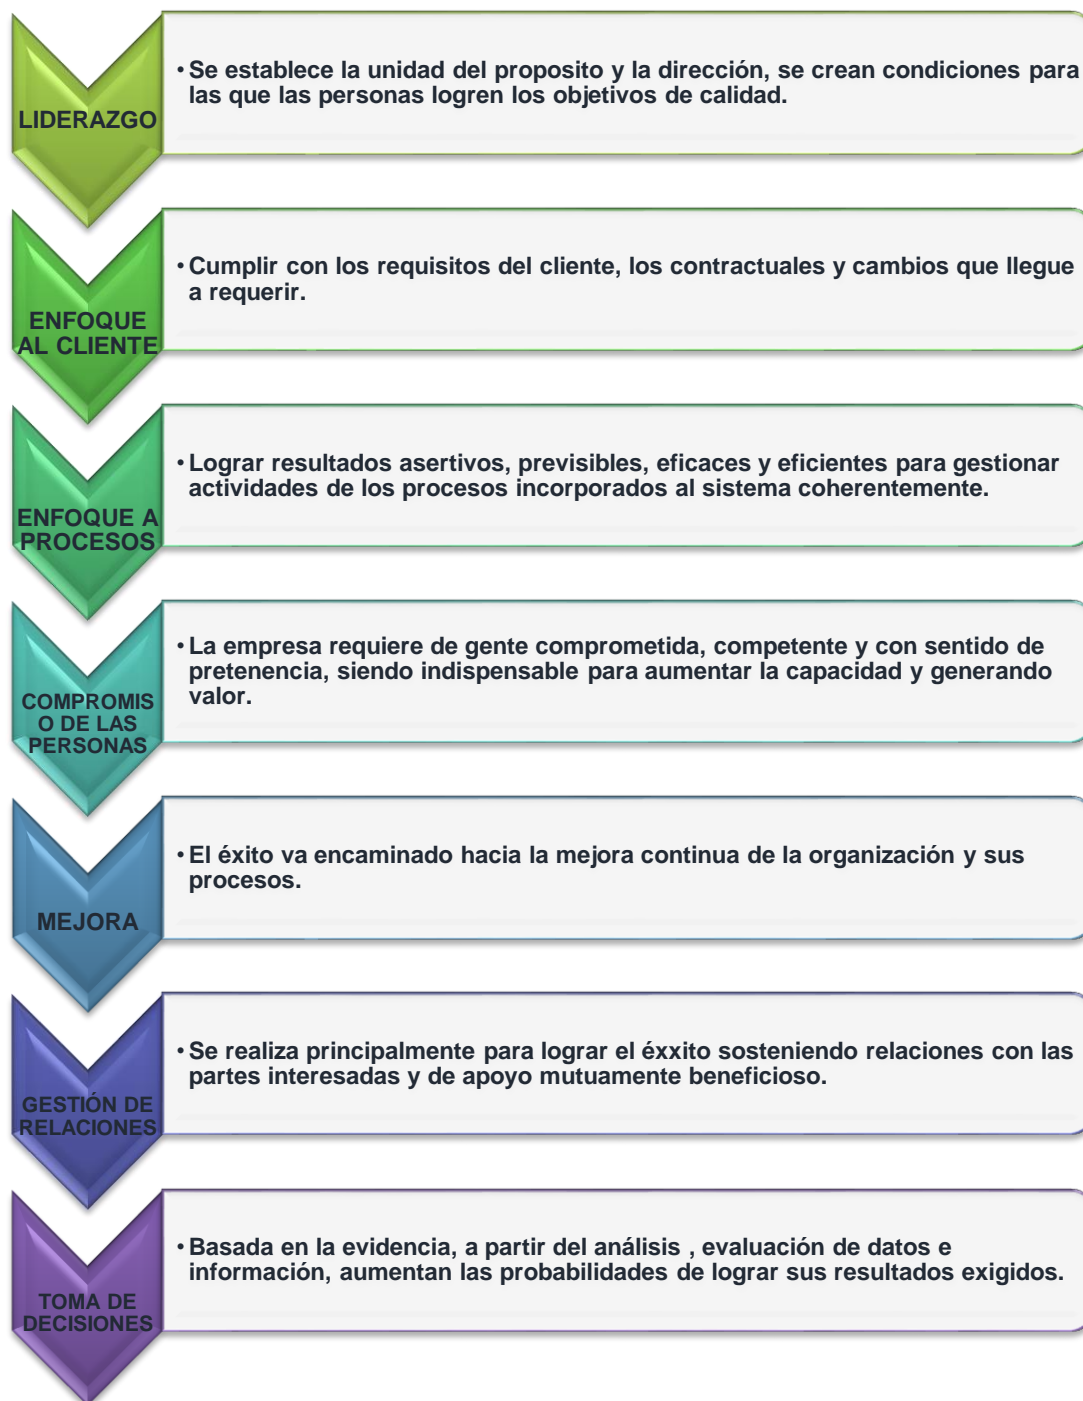 LIDERAZGO
• Se establece la unidad del proposito y la dirección, se crean condiciones para
las que las personas logren los objetivos de calidad.
ENFOQUE
AL CLIENTE
• Cumplir con los requisitos del cliente, los contractuales y cambios que llegue
a requerir.
ENFOQUE A
PROCESOS
• Lograr resultados asertivos, previsibles, eficaces y eficientes para gestionar
actividades de los procesos incorporados al sistema coherentemente.
COMPROMIS
O DE LAS
PERSONAS
• La empresa requiere de gente comprometida, competente y con sentido de
pretenencia, siendo indispensable para aumentar la capacidad y generando
valor.
MEJORA
• El éxito va encaminado hacia la mejora continua de la organización y sus
procesos.
GESTIÓN DE
RELACIONES
• Se realiza principalmente para lograr el éxxito sosteniendo relaciones con las
partes interesadas y de apoyo mutuamente beneficioso.
TOMA DE
DECISIONES
• Basada en la evidencia, a partir del análisis , evaluación de datos e
información, aumentan las probabilidades de lograr sus resultados exigidos.